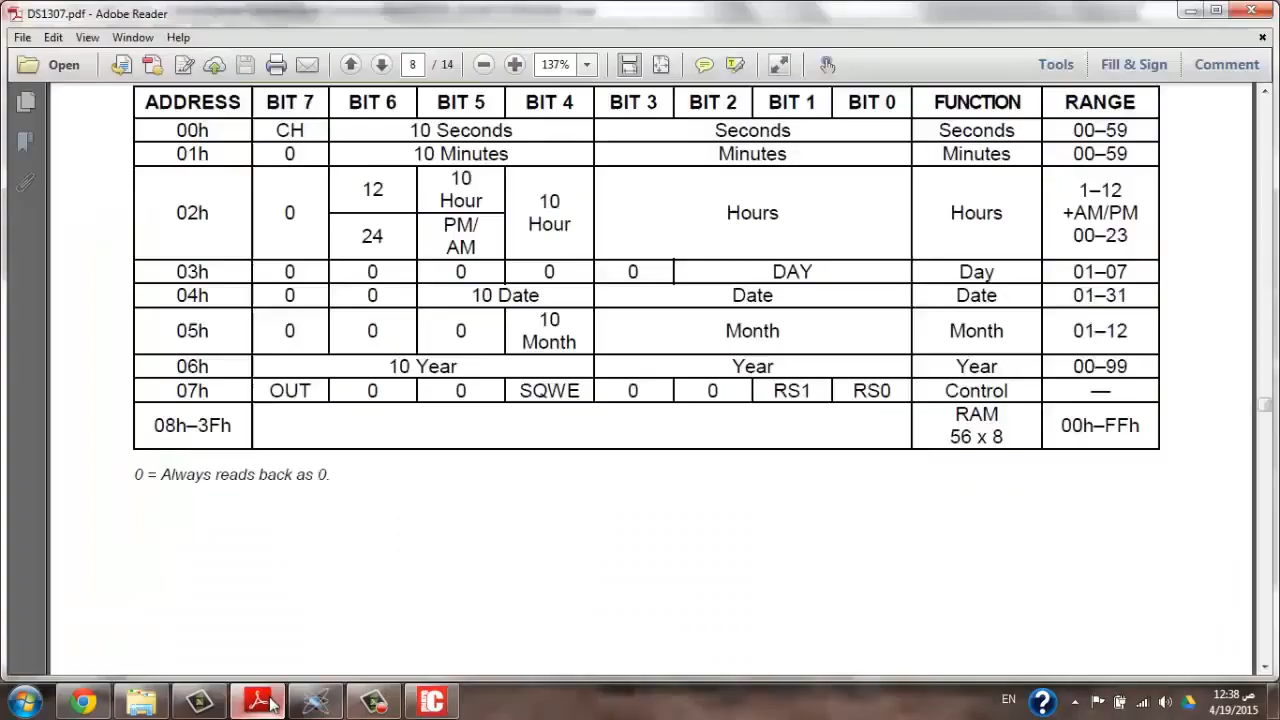 DS1307.pdf - Adobe Reader
File Edit View Window Help
Open 8 / 14 137% Tools Fill & Sign Comment
ADDRESS BIT 7 BIT 6 BIT 5 BIT 4 BIT 3 BIT 2 BIT 1 BIT 0 FUNCTION RANGE
00h CH 10 Seconds Seconds Seconds 00–59
01h 0 10 Minutes Minutes Minutes 00–59
02h 0 12 10 Hour 10 Hour Hours Hours 1–12 +AM/PM 00–23
24 PM/ AM
03h 0 0 0 0 0 DAY Day 01–07
04h 0 0 10 Date Date Date 01–31
05h 0 0 0 10 Month Month Month 01–12
06h 10 Year Year Year 00–99
07h OUT 0 0 SQWE 0 0 RS1 RS0 Control —
08h–3Fh RAM 56 x 8 00h–FFh
0 = Always reads back as 0.
EN 12:38 ص
4/19/2015